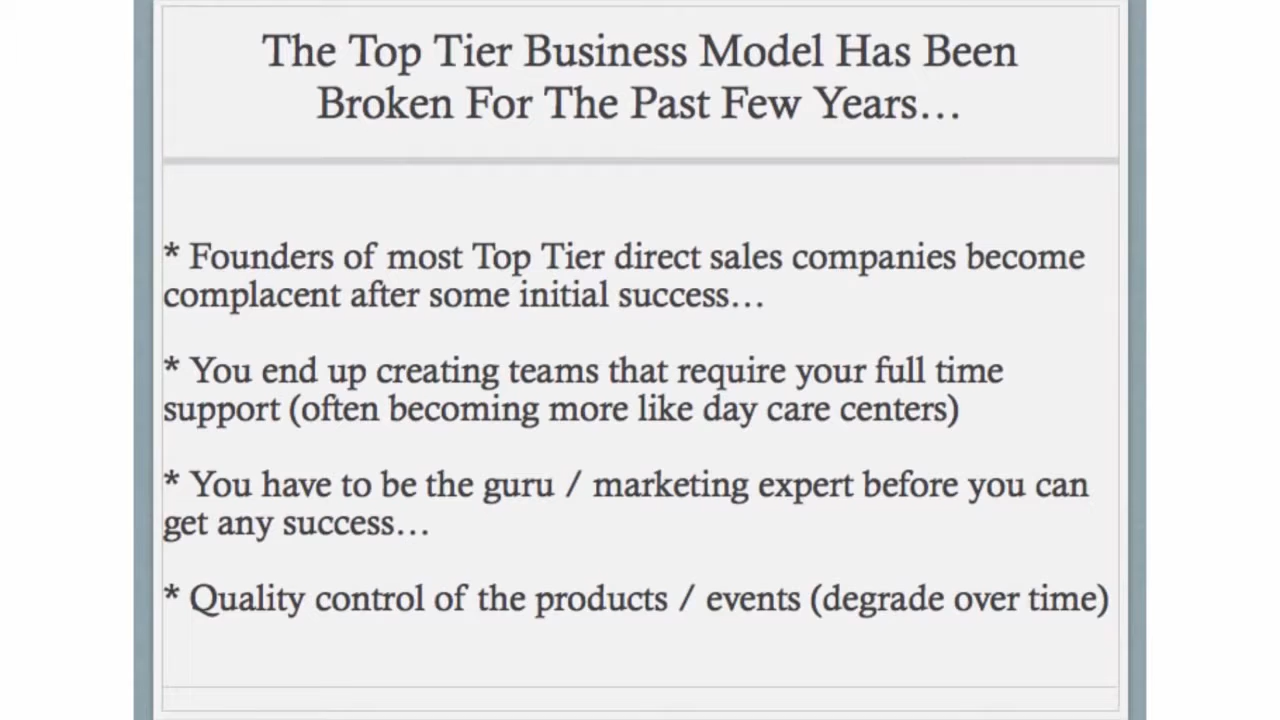 The Top Tier Business Model Has Been
Broken For The Past Few Years…
* Founders of most Top Tier direct sales companies become
complacent after some initial success…
* You end up creating teams that require your full time
support (often becoming more like day care centers)
* You have to be the guru / marketing expert before you can
get any success…
* Quality control of the products / events (degrade over time)